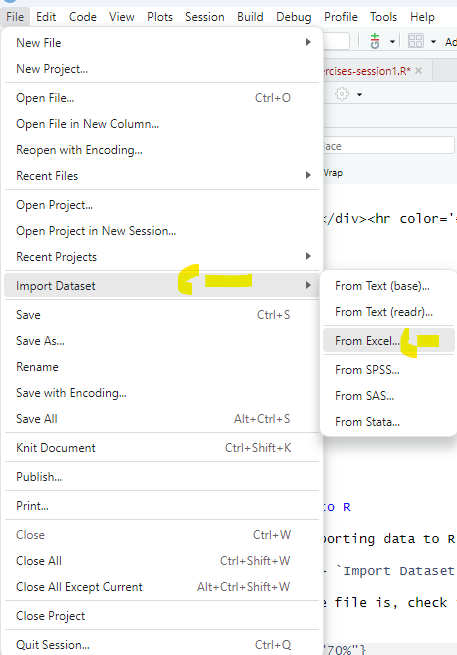 File Edit Code View Plots Session Build Debug Profile Tools Help
New File
New Project...
Ad
Open File... Ctrl+O
ercises-session1.R*
Open File in New Column...
Reopen with Encoding...
lace
Recent Files
Wrap
Open Project...
Open Project in New Session...
</div><hr color='
Recent Projects
Import Dataset
From Text (base)...
Save Ctrl+S
From Text (readr)...
Save As...
From Excel...
Rename
From SPSS...
Save with Encoding...
From SAS...
Save All Alt+Ctrl+S
From Stata...
Knit Document Ctrl+Shift+K
Publish...
Print...
to R
Close Ctrl+W
porting data to R
Close All Ctrl+Shift+W
`Import Dataset
Close All Except Current Alt+Ctrl+Shift+W
e file is, check
Close Project
Quit Session... Ctrl+Q
"70%"}